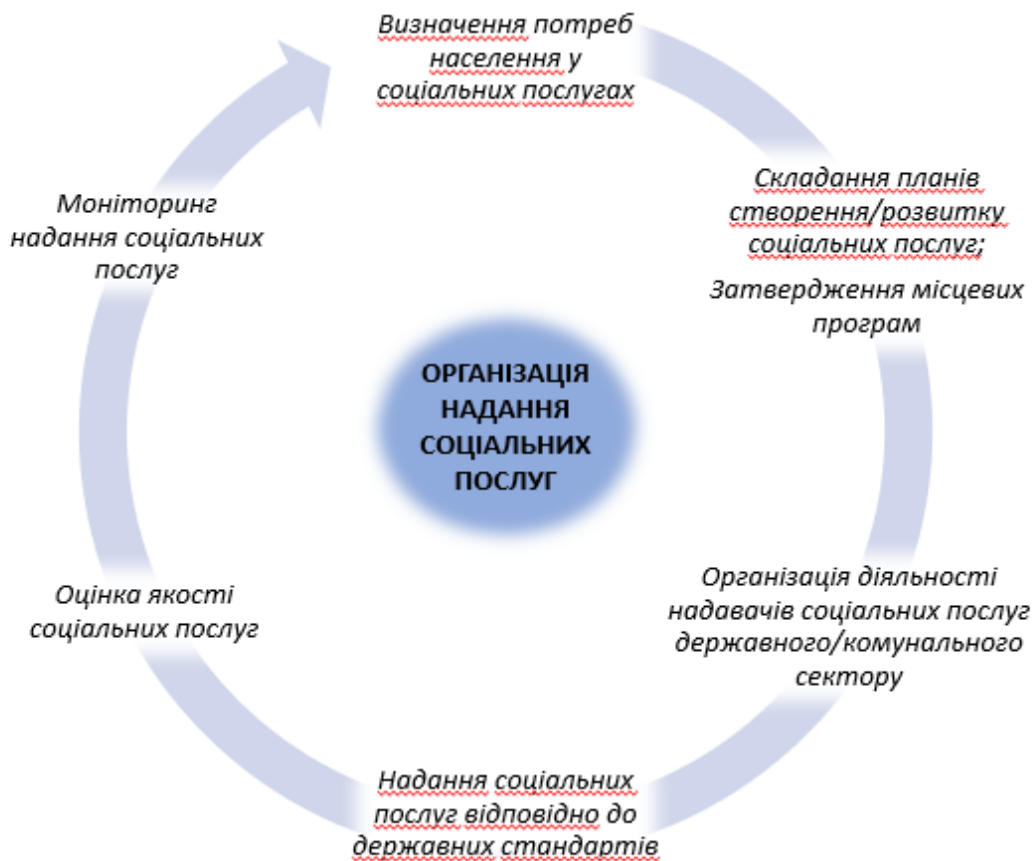 Визначення потреб
населення у
соціальних послугах
Складання планів
створення/розвитку
соціальних послуг;
Затвердження місцевих
програм
Організація діяльності
надавачів соціальних послуг
державного/комунального
сектору
Надання соціальних
послуг відповідно до
державних стандартів
Оцінка якості
соціальних послуг
Моніторинг
надання соціальних
послуг
ОРГАНІЗАЦІЯ
НАДАННЯ
СОЦІАЛЬНИХ
ПОСЛУГ